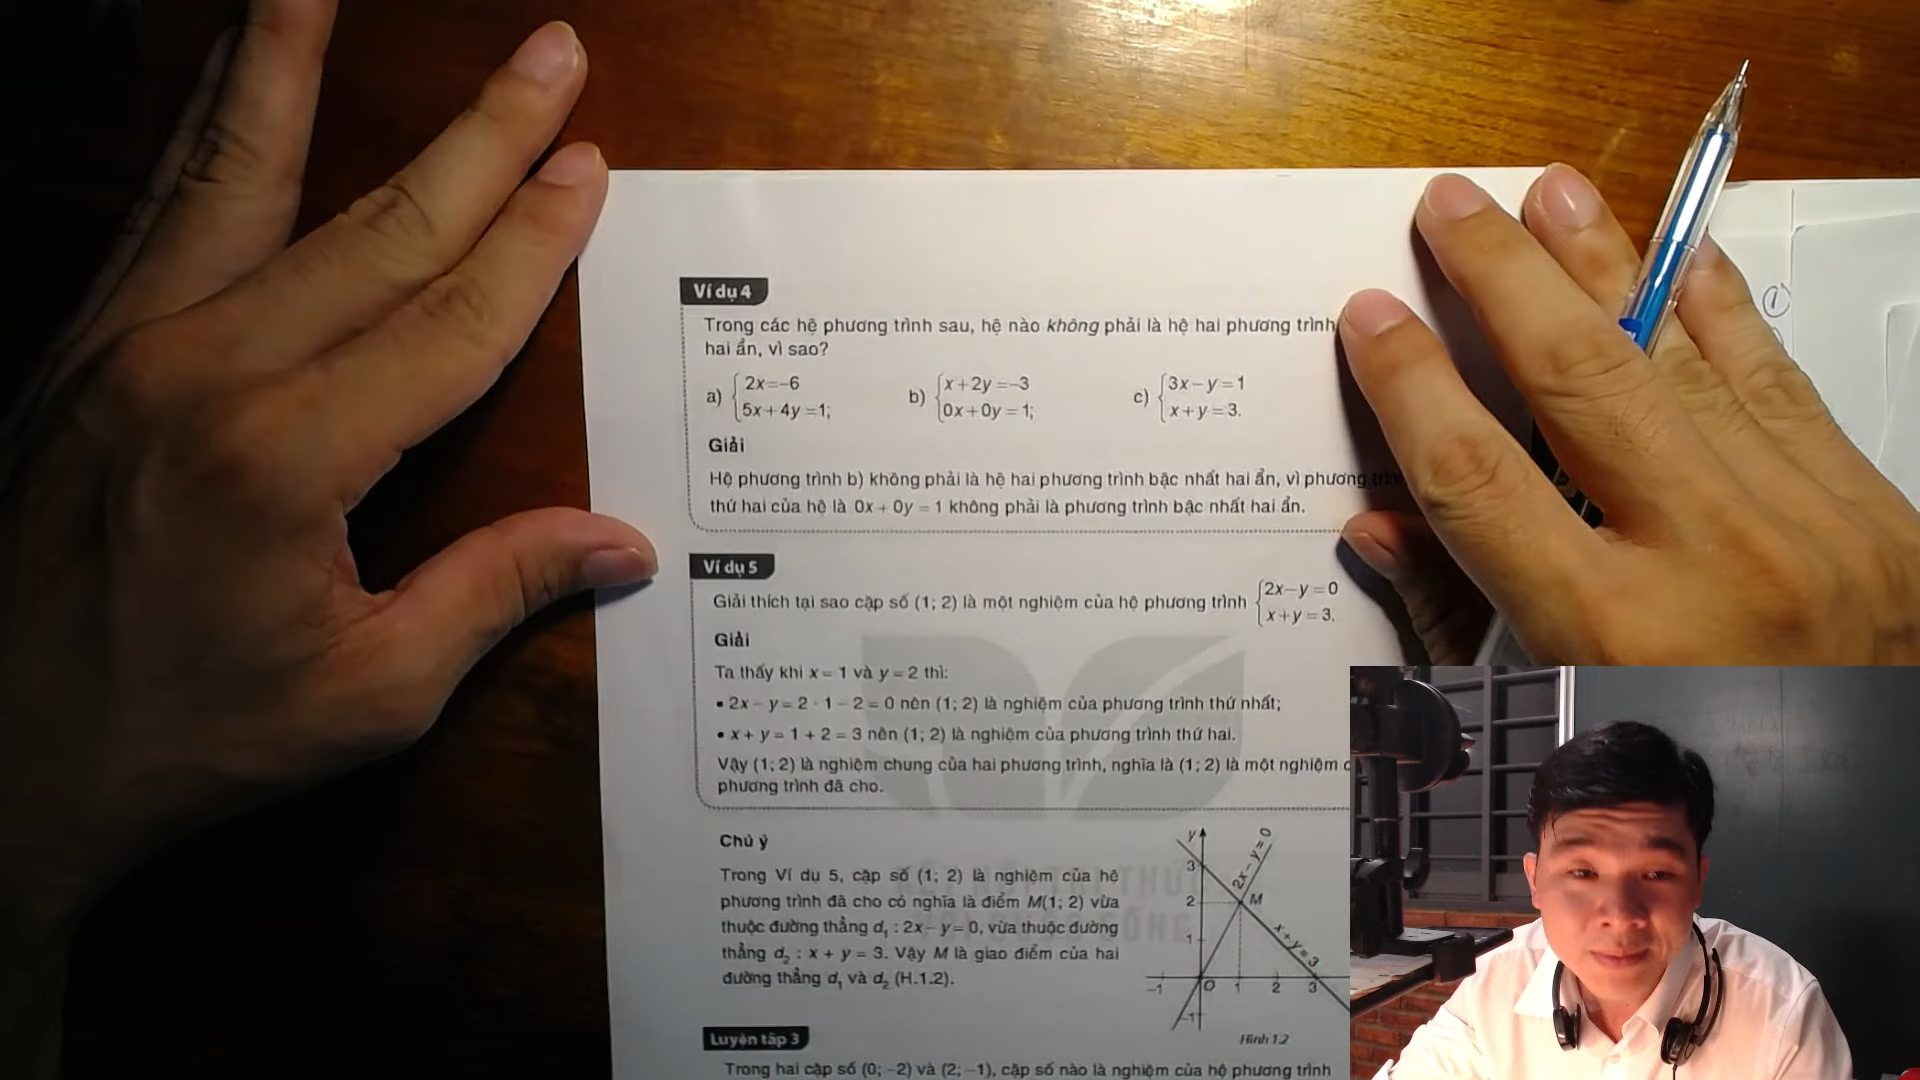 Ví dụ 4
Trong các hệ phương trình sau, hệ nào không phải là hệ hai phương trình
hai ẩn, vì sao?
a) { 2x = –6
5x + 4y = 1;
b) { x + 2y = –3
0x + 0y = 1;
c) { 3x – y = 1
x + y = 3.
Giải
Hệ phương trình b) không phải là hệ hai phương trình bậc nhất hai ẩn, vì phương
thứ hai của hệ là 0x + 0y = 1 không phải là phương trình bậc nhất hai ẩn.
Ví dụ 5
Giải thích tại sao cặp số (1; 2) là một nghiệm của hệ phương trình { 2x – y = 0
x + y = 3.
Giải
Ta thấy khi x = 1 và y = 2 thì:
• 2x – y = 2 · 1 – 2 = 0 nên (1; 2) là nghiệm của phương trình thứ nhất;
• x + y = 1 + 2 = 3 nên (1; 2) là nghiệm của phương trình thứ hai.
Vậy (1; 2) là nghiệm chung của hai phương trình, nghĩa là (1; 2) là một nghiệm
phương trình đã cho.
Chú ý
Trong Ví dụ 5, cặp số (1; 2) là nghiệm của hệ
phương trình đã cho có nghĩa là điểm M(1; 2) vừa
thuộc đường thẳng d₁ : 2x – y = 0, vừa thuộc đường
thẳng d₂ : x + y = 3. Vậy M là giao điểm của hai
đường thẳng d₁ và d₂ (H.1.2).
y
3
2x – y = 0
2
M
1
x + y = 3
–1
O
1
2
3
–1
Hình 1.2
Luyện tập 3
Trong hai cặp số (0; –2) và (2; –1), cặp số nào là nghiệm của hệ phương trình
1